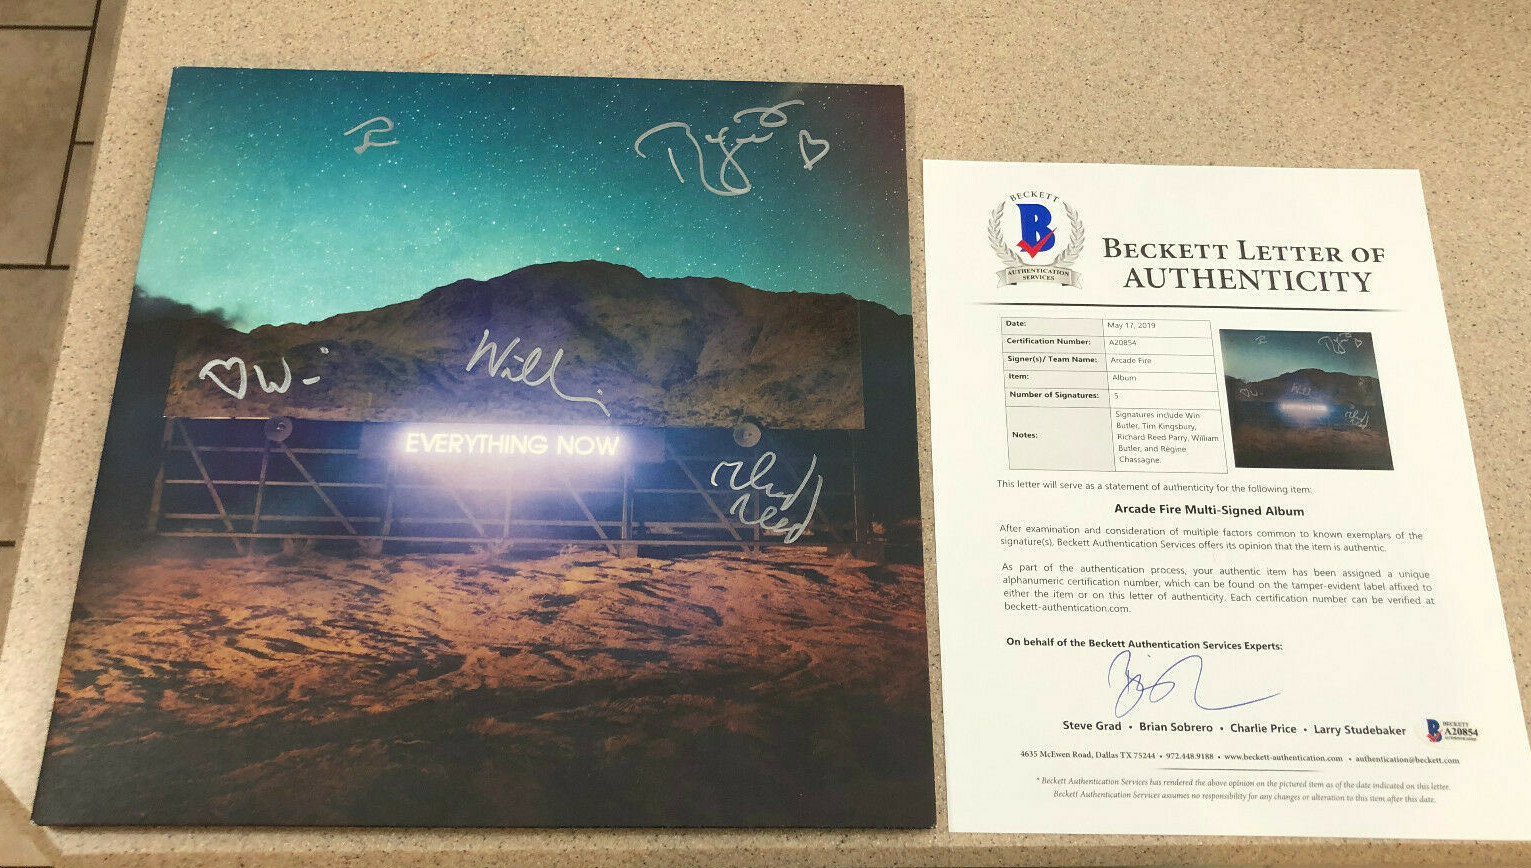 Will
EVERYTHING NOW
BECKETT
B
AUTHENTICATION
SERVICES
BECKETT LETTER OF
AUTHENTICITY
Date: May 17, 2019
Certification Number: A20854
Signer(s)/ Team Name: Arcade Fire
Item: Album
Number of Signatures: 5
Notes: Signatures include Win
Butler, Tim Kingsbury,
Richard Reed Parry, William
Butler, and Règine
Chassagne.
This letter will serve as a statement of authenticity for the following item:
Arcade Fire Multi-Signed Album
After examination and consideration of multiple factors common to known exemplars of the
signature(s), Beckett Authentication Services offers its opinion that the item is authentic.
As part of the authentication process, your authentic item has been assigned a unique
alphanumeric certification number, which can be found on the tamper-evident label affixed to
either the item or on this letter of authenticity. Each certification number can be verified at
beckett-authentication.com.
On behalf of the Beckett Authentication Services Experts:
Steve Grad • Brian Sobrero • Charlie Price • Larry Studebaker
BECKETT
A20854
AUTHENTICATION
4635 McEwen Road, Dallas TX 75244 • 972.448.9188 • www.beckett-authentication.com • authentication@beckett.com
* Beckett Authentication Services has rendered the above opinion on the pictured item as of the date indicated on this letter.
Beckett Authentication Services assumes no responsibility for any changes or alteration to this item after this date.